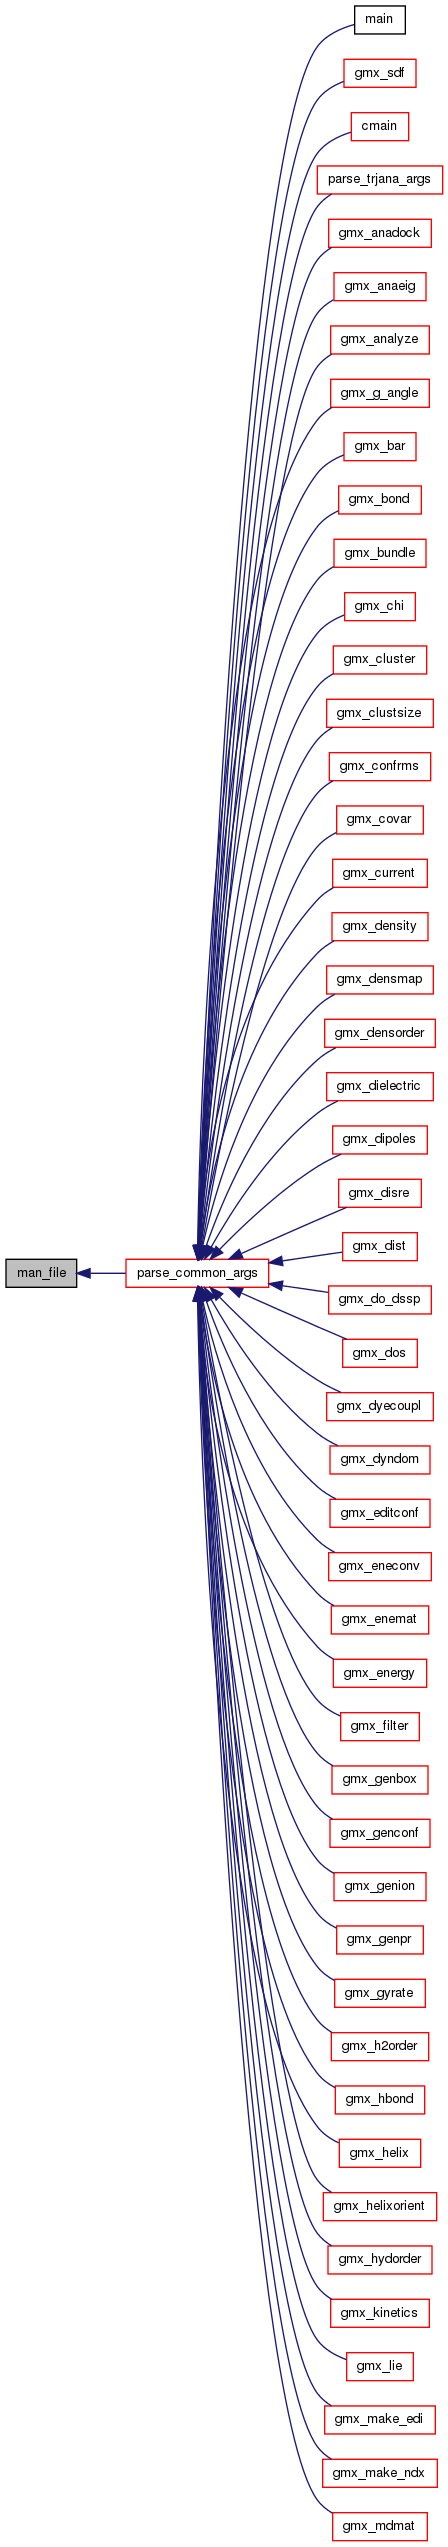 main
gmx_sdf
cmain
parse_trjana_args
gmx_anadock
gmx_anaeig
gmx_analyze
gmx_g_angle
gmx_bar
gmx_bond
gmx_bundle
gmx_chi
gmx_cluster
gmx_clustsize
gmx_confrms
gmx_covar
gmx_current
gmx_density
gmx_densmap
gmx_densorder
gmx_dielectric
gmx_dipoles
gmx_disre
gmx_dist
man_file
parse_common_args
gmx_do_dssp
gmx_dos
gmx_dyecoupl
gmx_dyndom
gmx_editconf
gmx_eneconv
gmx_enemat
gmx_energy
gmx_filter
gmx_genbox
gmx_genconf
gmx_genion
gmx_genpr
gmx_gyrate
gmx_h2order
gmx_hbond
gmx_helix
gmx_helixorient
gmx_hydorder
gmx_kinetics
gmx_lie
gmx_make_edi
gmx_make_ndx
gmx_mdmat